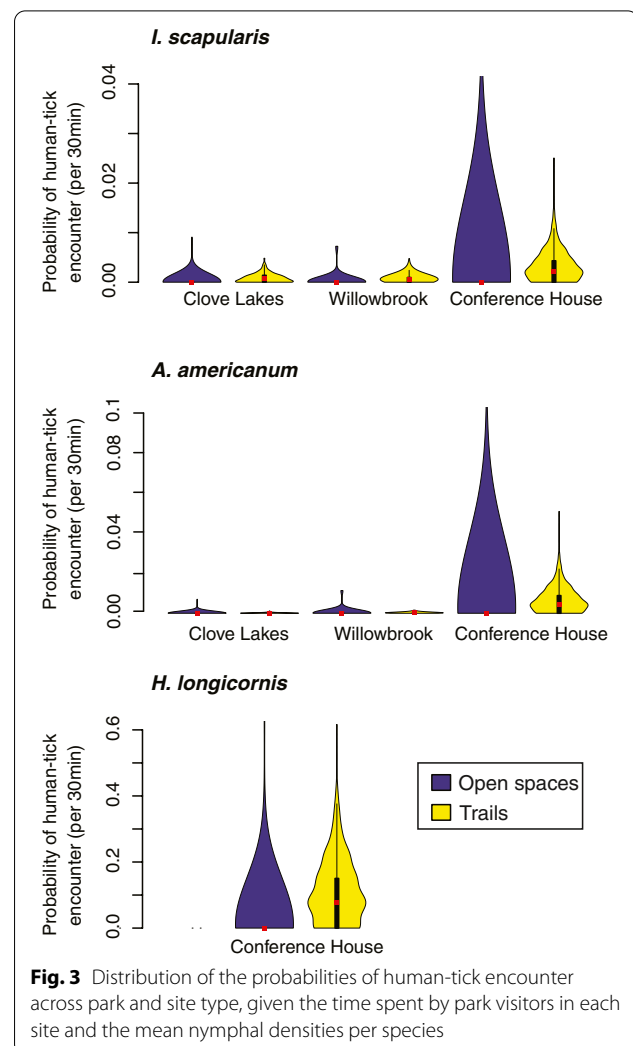 I. scapularis
Probability of human-tick
encounter (per 30min)
0.04
0.02
0.00
Clove Lakes
Willowbrook
Conference House
A. americanum
Probability of human-tick
encounter (per 30min)
0.1
0.08
0.04
0.00
Clove Lakes
Willowbrook
Conference House
H. longicornis
Probability of human-tick
encounter (per 30min)
0.6
0.4
0.2
0.
Open spaces
Trails
Conference House
Fig. 3 Distribution of the probabilities of human-tick encounter
across park and site type, given the time spent by park visitors in each
site and the mean nymphal densities per species